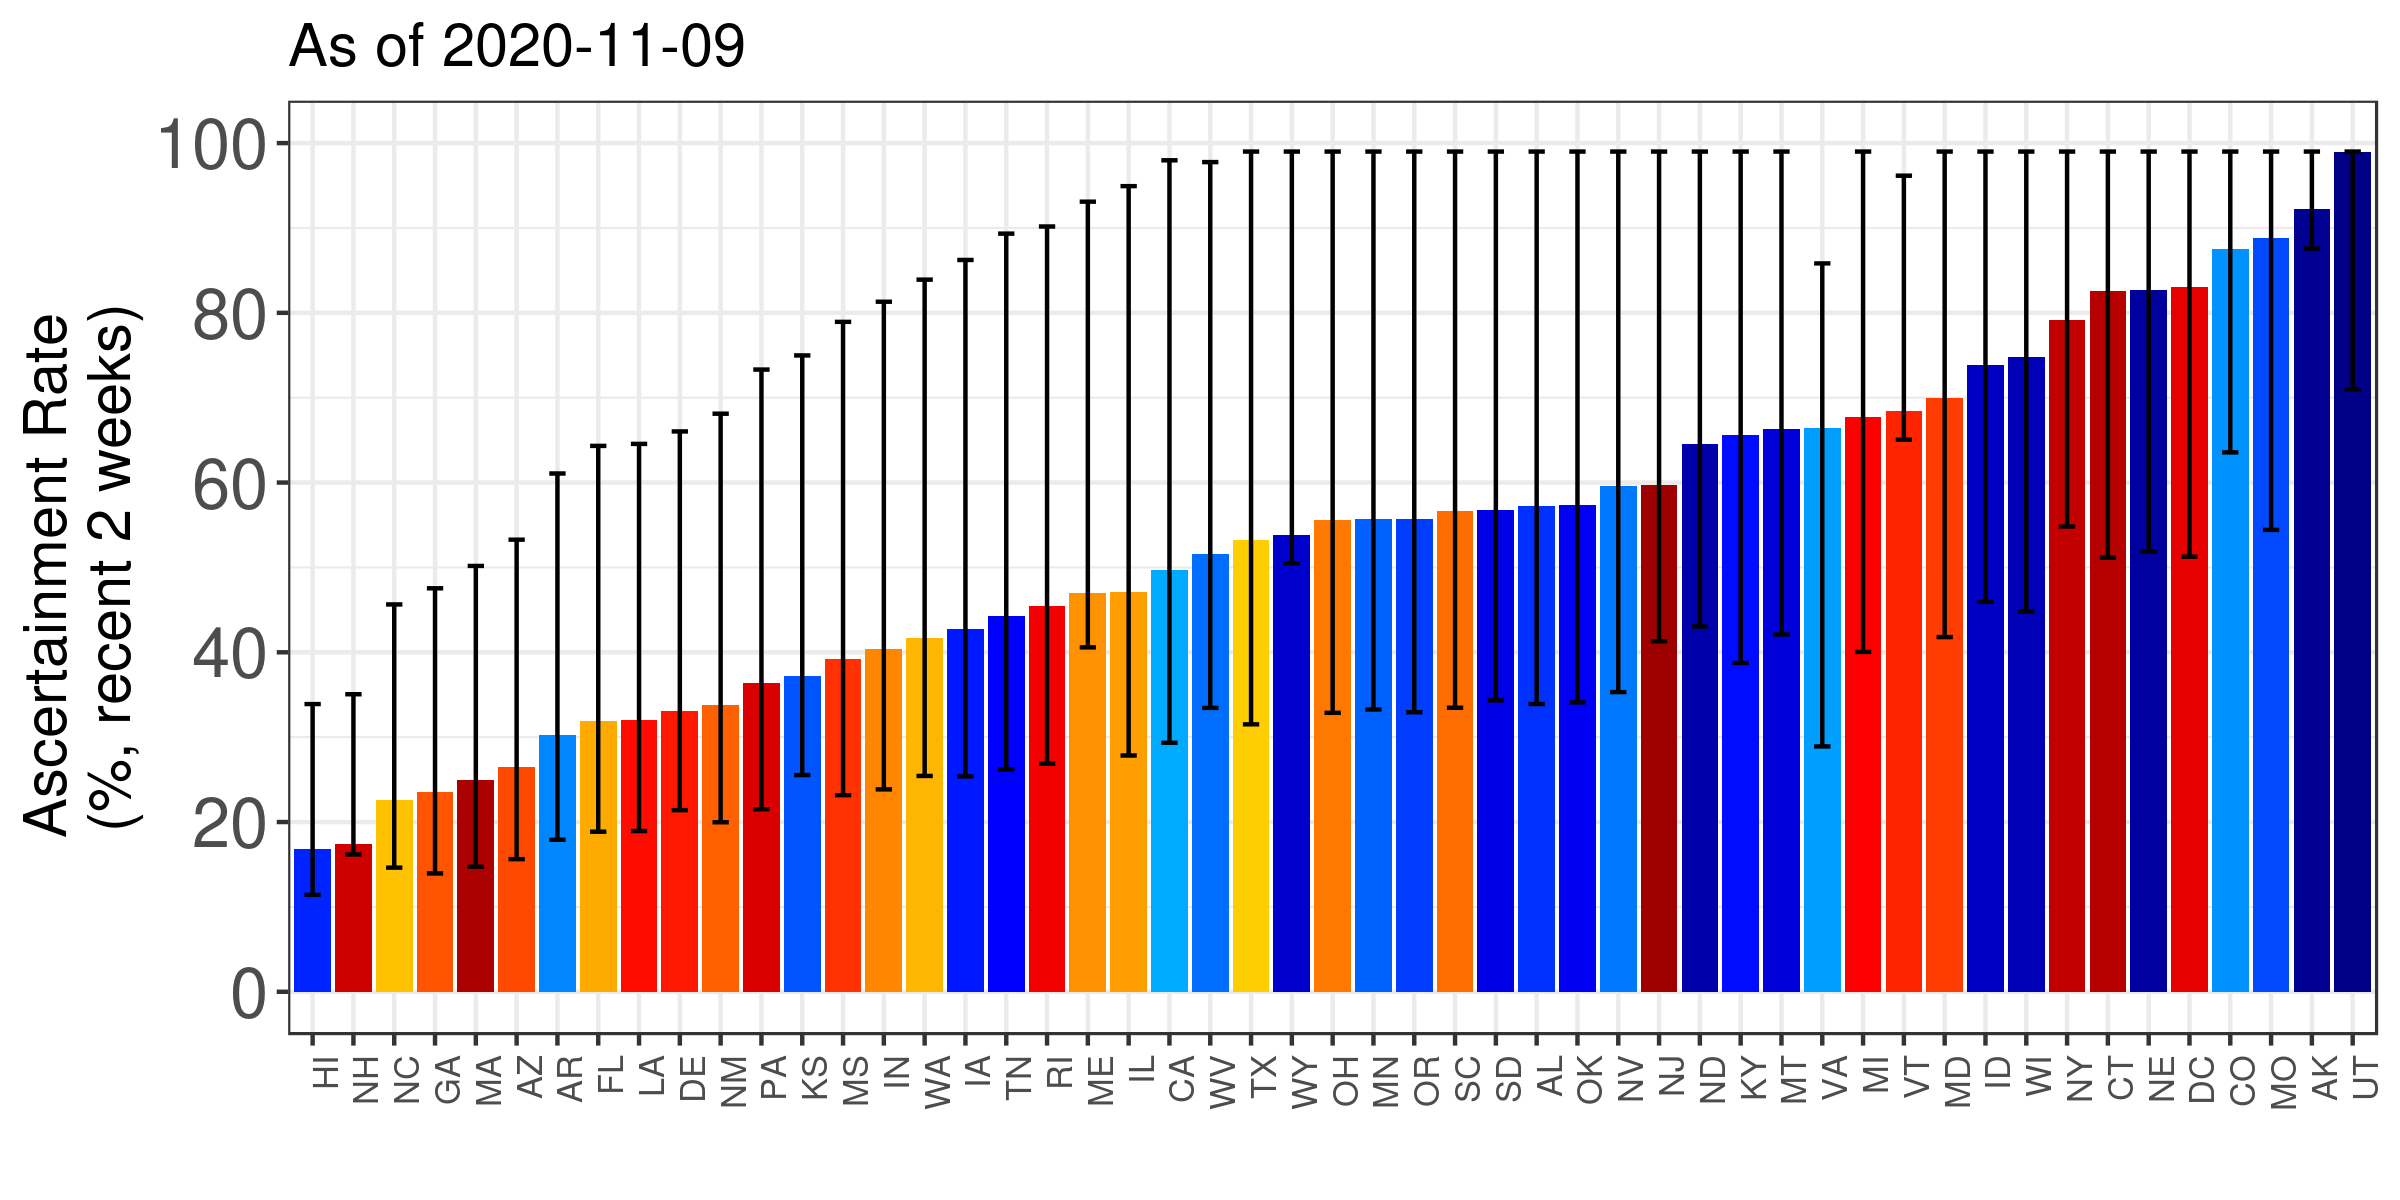 As of 2020-11-09
Ascertainment Rate
(%, recent 2 weeks)
100
80
60
40
20
0
HI
NH
NC
GA
MA
AZ
AR
FL
LA
DE
NM
PA
KS
MS
IN
WA
IA
TN
RI
ME
IL
CA
WV
TX
WY
OH
MN
OR
SC
SD
AL
OK
NV
NJ
ND
KY
MT
VA
MI
VT
MD
ID
WI
NY
CT
NE
DC
CO
MO
AK
UT